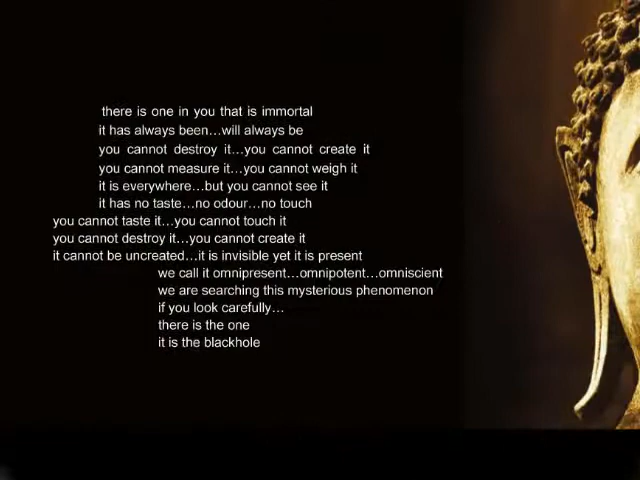 there is one in you that is immortal
it has always been...will always be
you cannot destroy it...you cannot create it
you cannot measure it...you cannot weigh it
it is everywhere...but you cannot see it
it has no taste...no odour...no touch
you cannot taste it...you cannot touch it
you cannot destroy it...you cannot create it
it cannot be uncreated...it is invisible yet it is present
we call it omnipresent...omnipotent...omniscient
we are searching this mysterious phenomenon
if you look carefully...
there is the one
it is the blackhole